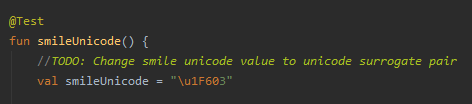 @Test
fun smileUnicode() {
//TODO: Change smile unicode value to unicode surrogate pair
val smileUnicode = "\u1F603"